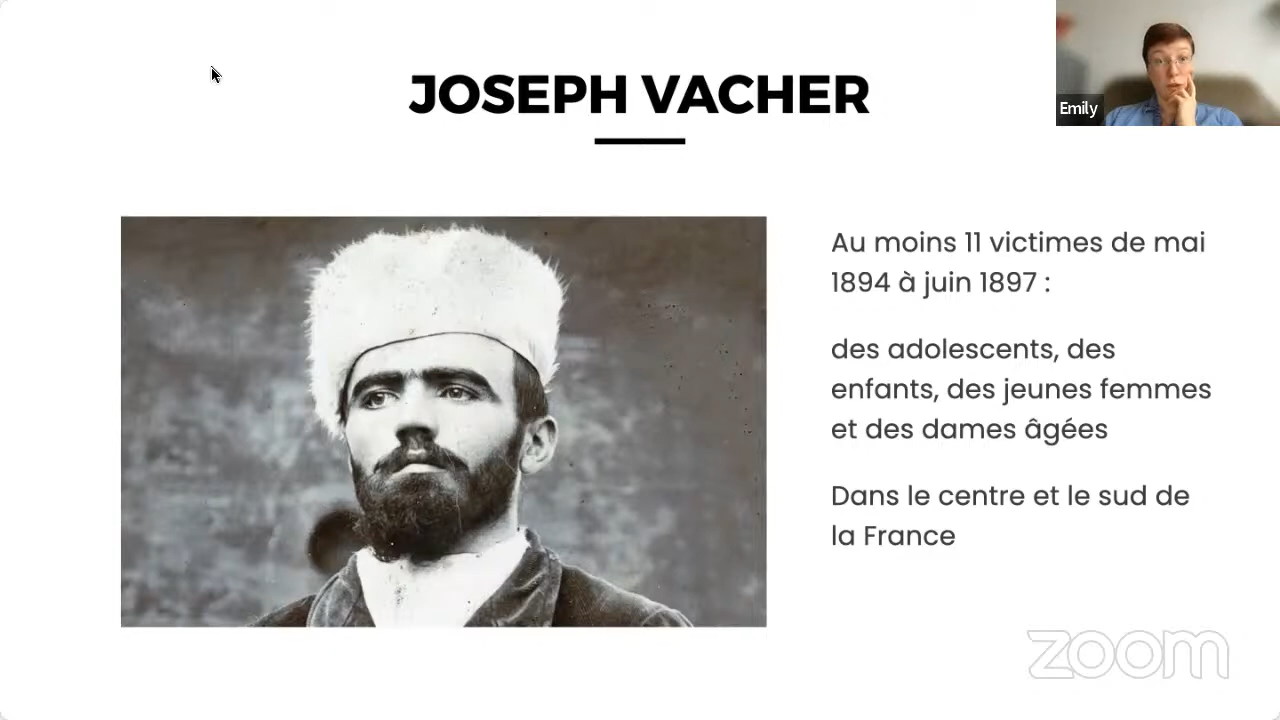 JOSEPH VACHER
Emily
Au moins 11 victimes de mai
1894 à juin 1897 :
des adolescents, des
enfants, des jeunes femmes
et des dames âgées
Dans le centre et le sud de
la France
zoom